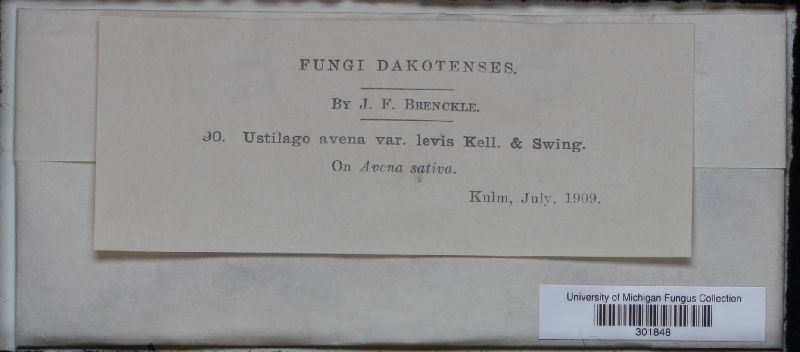 FUNGI DAKOTENSES.
BY J. F. BRENCKLE.
90. Ustilago avena var. levis Kell. & Swing.
On Avena sativa.
Kulm, July, 1909.
University of Michigan Fungus Collection
301848